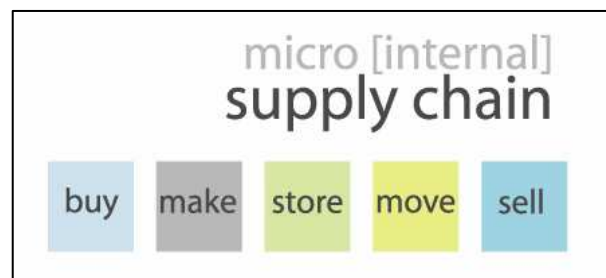 micro [internal]
supply chain
buy make store move sell